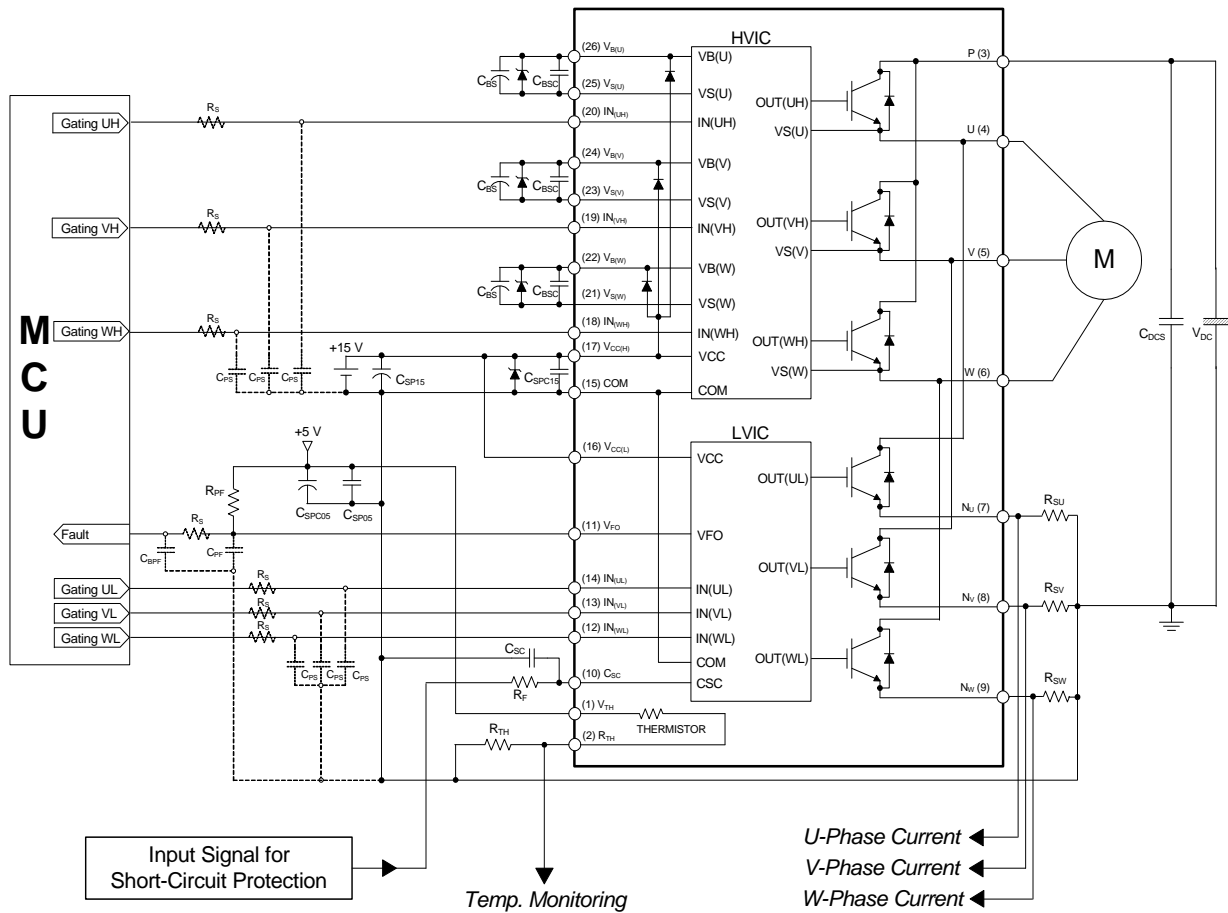 HVIC
(26) VB(U)
VB(U)
P (3)
CBS
CBSC
(25) VS(U)
VS(U)
OUT(UH)
RS
Gating UH
(20) IN(UH)
IN(UH)
VS(U)
U (4)
(24) VB(V)
VB(V)
CBS
CBSC
(23) VS(V)
VS(V)
RS
Gating VH
(19) IN(VH)
IN(VH)
OUT(VH)
VS(V)
V (5)
M
(22) VB(W)
VB(W)
CBS
CBSC
(21) VS(W)
VS(W)
MCU
RS
Gating WH
(18) IN(WH)
IN(WH)
OUT(WH)
CDCS
VDC
+15 V
(17) VCC(H)
VCC
CPS
CPS
CPS
CSP15
CSPC15
VS(W)
W (6)
(15) COM
COM
+5 V
LVIC
(16) VCC(L)
VCC
OUT(UL)
RPF
CSPC05
CSP05
RSU
NU (7)
RS
Fault
(11) VFO
VFO
CBPF
CPF
OUT(VL)
RS
Gating UL
(14) IN(UL)
IN(UL)
RSV
NV (8)
RS
Gating VL
(13) IN(VL)
IN(VL)
RS
Gating WL
(12) IN(WL)
IN(WL)
CPS
CPS
CPS
CSC
COM
OUT(WL)
RF
(10) CSC
CSC
RSW
NW (9)
(1) VTH
THERMISTOR
RTH
(2) RTH
Input Signal for
Short-Circuit Protection
Temp. Monitoring
U-Phase Current
V-Phase Current
W-Phase Current